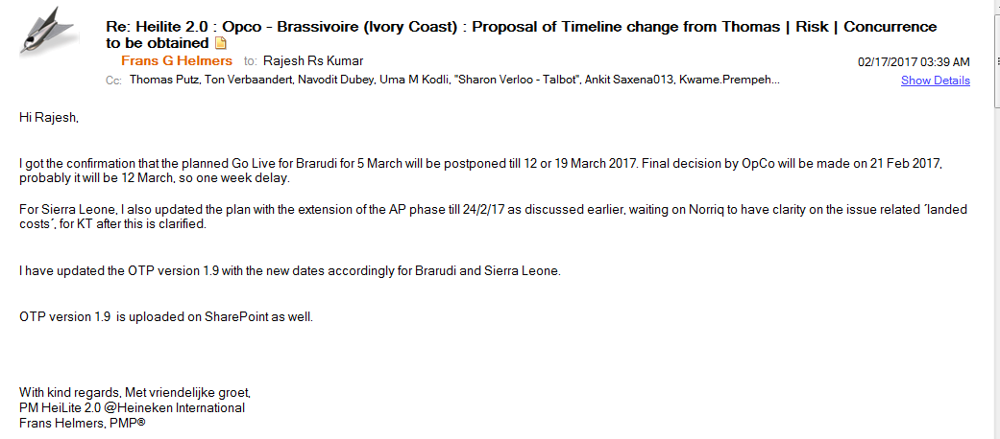 Re: Heilite 2.0 : Opco - Brassivoire (Ivory Coast) : Proposal of Timeline change from Thomas | Risk | Concurrence
to be obtained
Frans G Helmers to: Rajesh Rs Kumar 02/17/2017 03:39 AM
Cc: Thomas Putz, Ton Verbaandert, Navodit Dubey, Uma M Kodli, "Sharon Verloo - Talbot", Ankit Saxena013, Kwame.Prempeh... Show Details
Hi Rajesh,
I got the confirmation that the planned Go Live for Brarudi for 5 March will be postponed till 12 or 19 March 2017. Final decision by OpCo will be made on 21 Feb 2017,
probably it will be 12 March, so one week delay.
For Sierra Leone, I also updated the plan with the extension of the AP phase till 24/2/17 as discussed earlier, waiting on Norriq to have clarity on the issue related ´landed
costs´, for KT after this is clarified.
I have updated the OTP version 1.9 with the new dates accordingly for Brarudi and Sierra Leone.
OTP version 1.9 is uploaded on SharePoint as well.
With kind regards, Met vriendelijke groet,
PM HeiLite 2.0 @Heineken International
Frans Helmers, PMP®